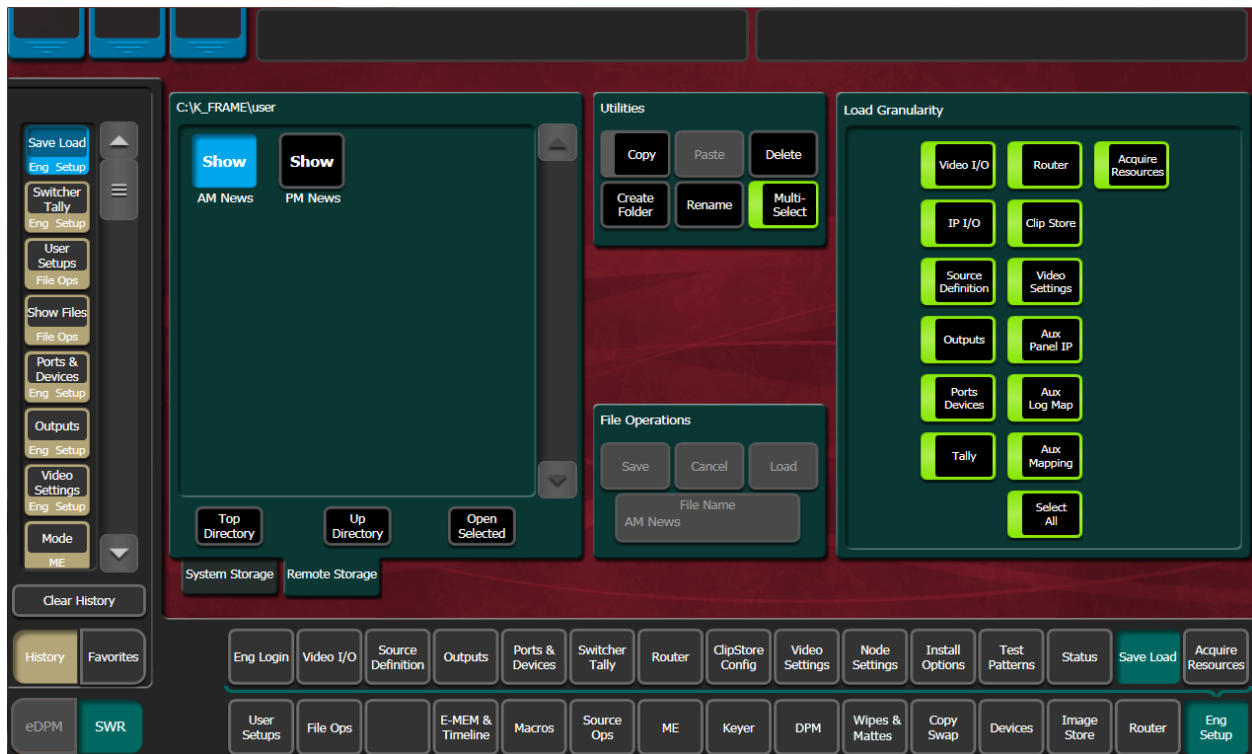 C:\K_FRAME\user
Utilities
Load Granularity
Save Load
Eng Setup
Switcher
Tally
Eng Setup
User
Setups
File Ops
Show Files
File Ops
Ports &
Devices
Eng Setup
Outputs
Eng Setup
Video
Settings
Eng Setup
Mode
ME
Clear History
History
Favorites
eDPM
SWR
Show
AM News
Show
PM News
Top
Directory
Up
Directory
Open
Selected
System Storage
Remote Storage
Copy
Paste
Delete
Create
Folder
Rename
Multi-
Select
File Operations
Save
Cancel
Load
File Name
AM News
Video I/O
Router
Acquire
Resources
IP I/O
Clip Store
Source
Definition
Video
Settings
Outputs
Aux
Panel IP
Ports
Devices
Aux
Log Map
Tally
Aux
Mapping
Select
All
Eng Login
Video I/O
Source
Definition
Outputs
Ports &
Devices
Switcher
Tally
Router
ClipStore
Config
Video
Settings
Node
Settings
Install
Options
Test
Patterns
Status
Save Load
Acquire
Resources
User
Setups
File Ops
E-MEM &
Timeline
Macros
Source
Ops
ME
Keyer
DPM
Wipes &
Mattes
Copy
Swap
Devices
Image
Store
Router
Eng
Setup